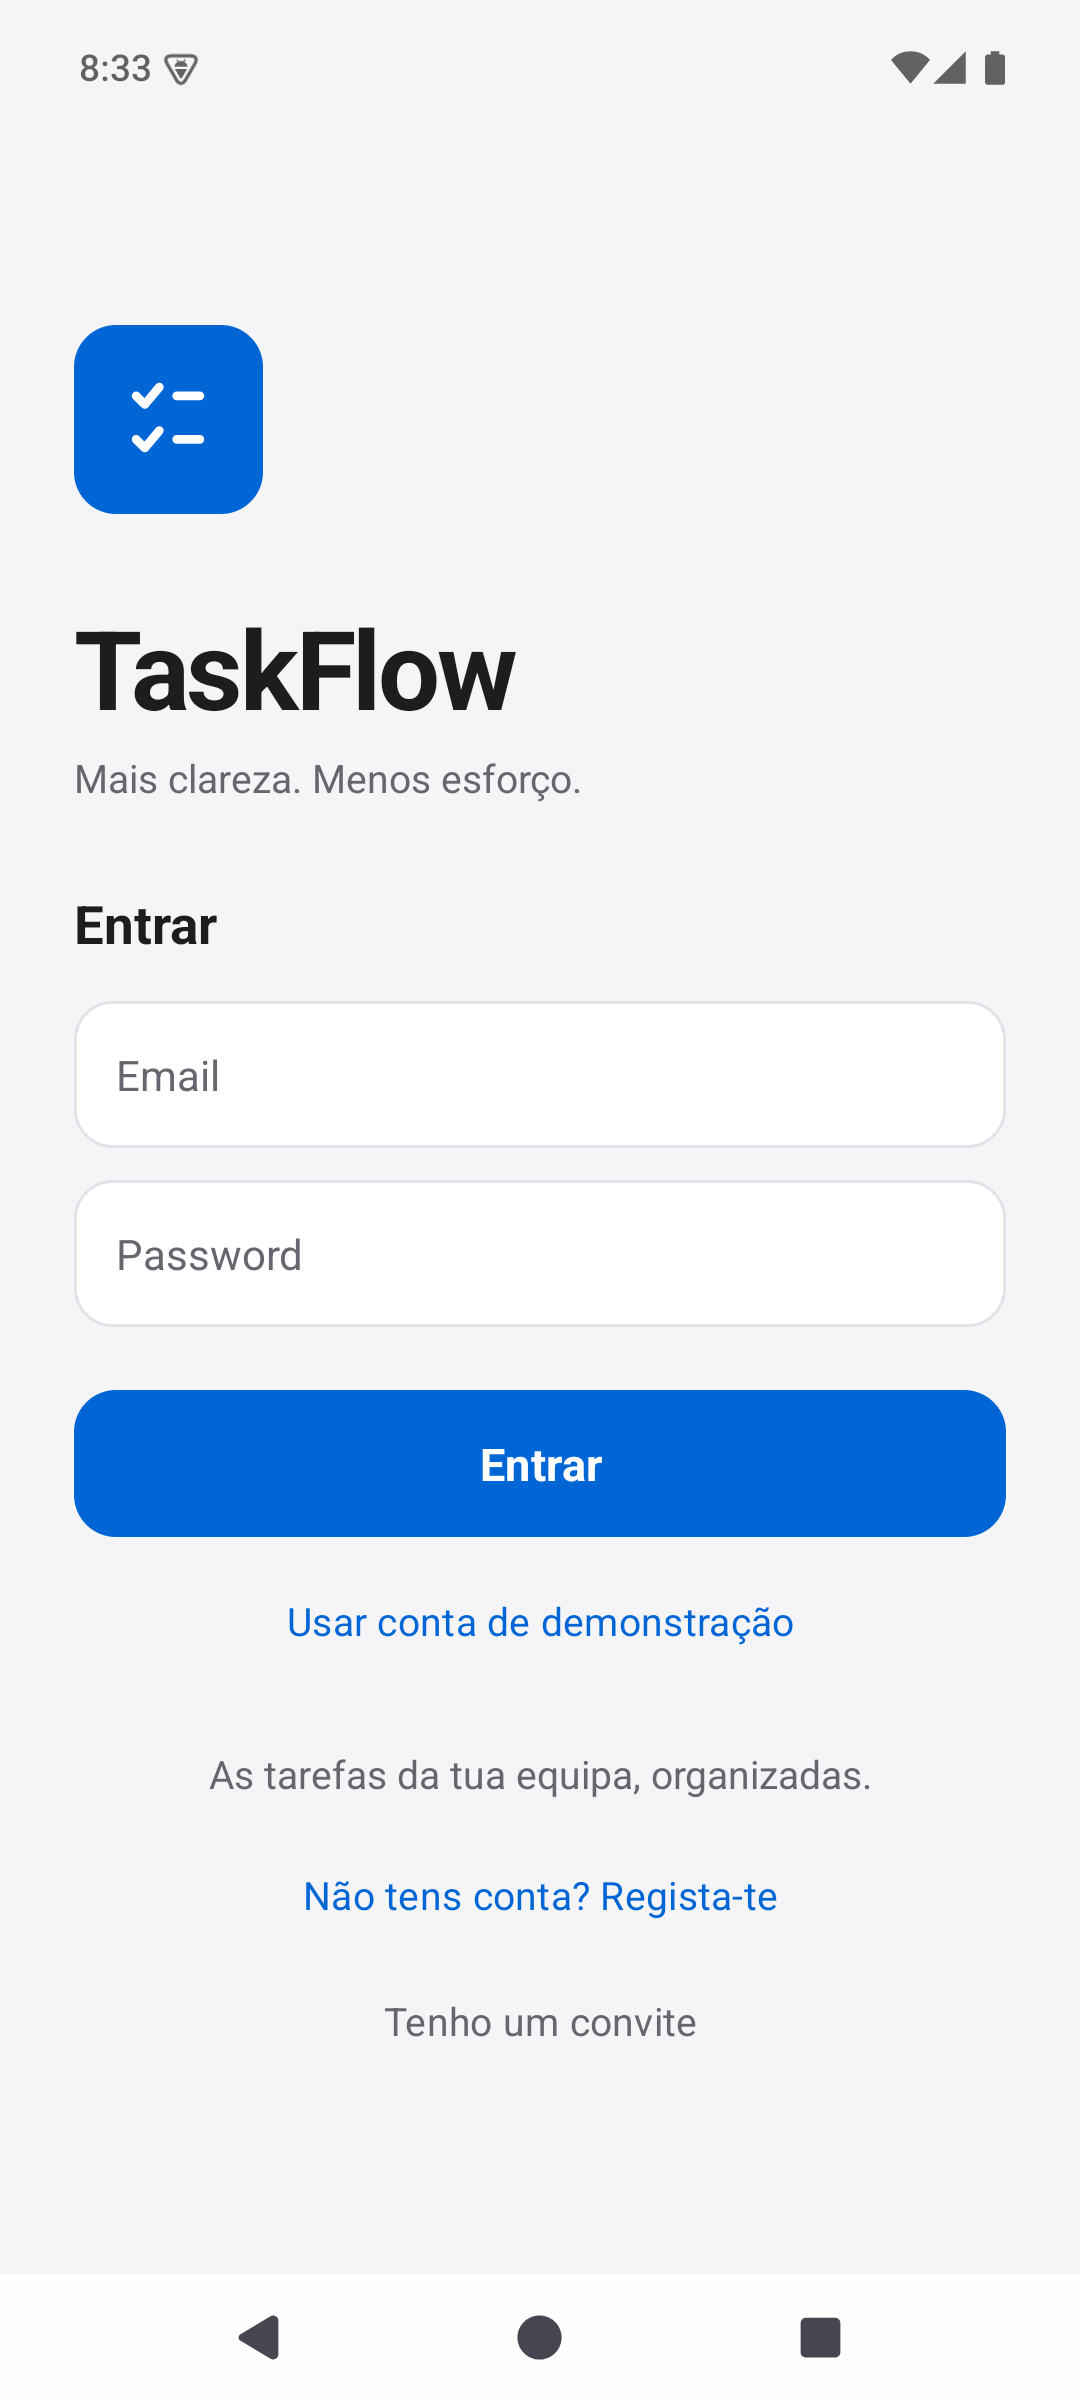 8:33
TaskFlow
Mais clareza. Menos esforço.
Entrar
Email
Password
Entrar
Usar conta de demonstração
As tarefas da tua equipa, organizadas.
Não tens conta? Regista-te
Tenho um convite